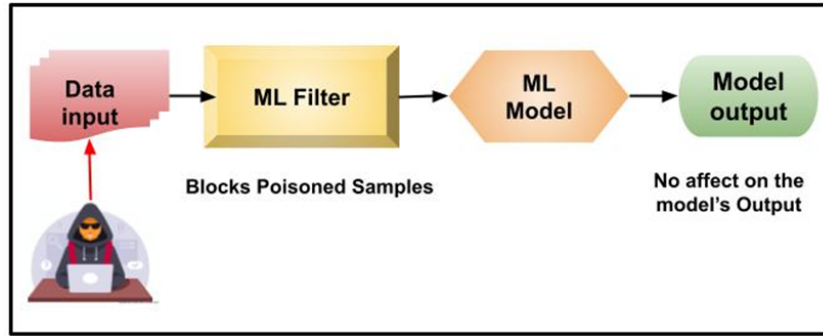 Data
input
ML Filter
ML
Model
Model
output
Blocks Poisoned Samples
No affect on the
model's Output